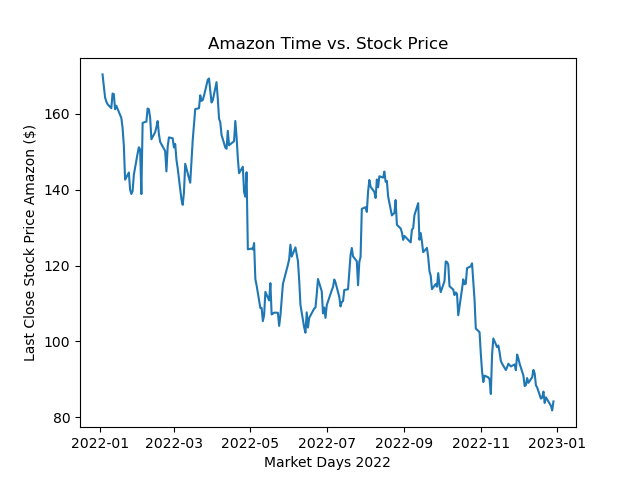 Amazon Time vs. Stock Price
Last Close Stock Price Amazon ($)
160
140
120
100
80
2022-01 2022-03 2022-05 2022-07 2022-09 2022-11 2023-01
Market Days 2022